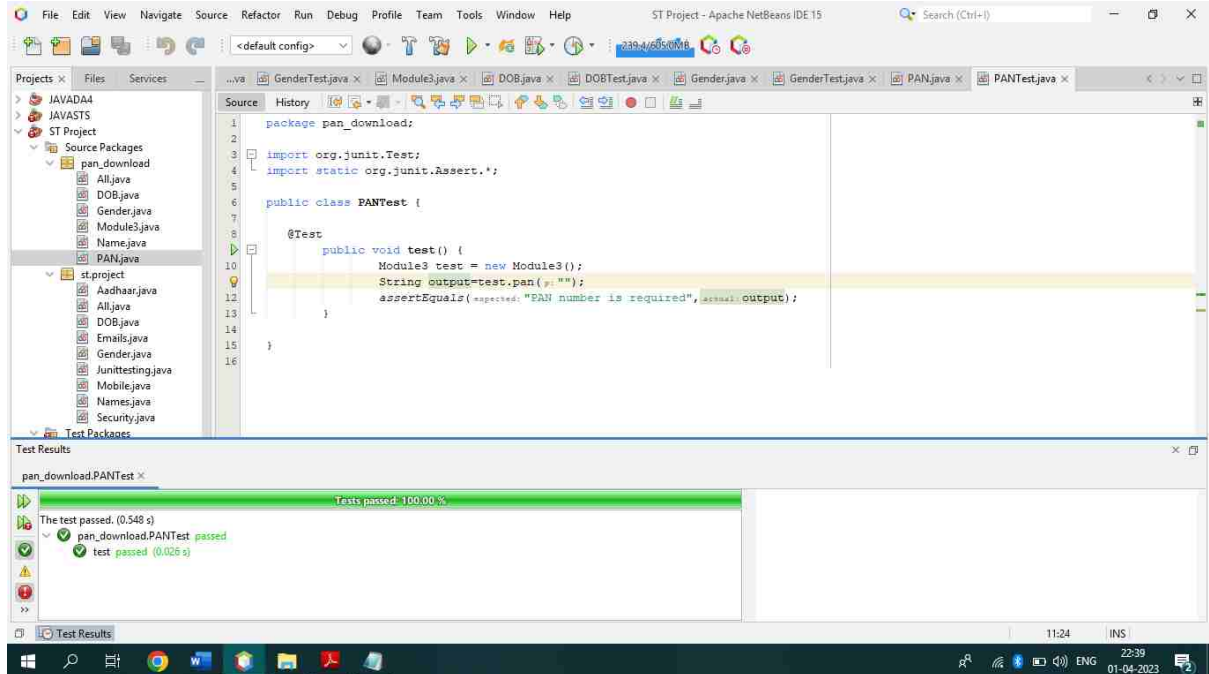 File Edit View Navigate Source Refactor Run Debug Profile Team Tools Window Help ST Project - Apache NetBeans IDE 15 Search (Ctrl+I)
<default config> 239.4/605.0MB
Projects Files Services ...va GenderTest.java Module3.java DOB.java DOBTest.java Gender.java GenderTest.java PAN.java PANTest.java
Source History
JAVADA4
JAVASTS
ST Project
Source Packages
pan_download
All.java
DOB.java
Gender.java
Module3.java
Name.java
PAN.java
st.project
Aadhaar.java
All.java
DOB.java
Emails.java
Gender.java
Junittesting.java
Mobile.java
Names.java
Security.java
Test Packages
1 package pan_download;
2
3 import org.junit.Test;
4 import static org.junit.Assert.*;
5
6 public class PANTest {
7
8 @Test
public void test() {
10 Module3 test = new Module3();
String output=test.pan(p: "");
12 assertEquals(expected: "PAN number is required", actual: output);
13 }
14
15 }
16
Test Results
pan_download.PANTest
Tests passed: 100.00 %
The test passed. (0.548 s)
pan_download.PANTest passed
test passed (0.026 s)
Test Results 11:24 INS
ENG 22:39
01-04-2023
2